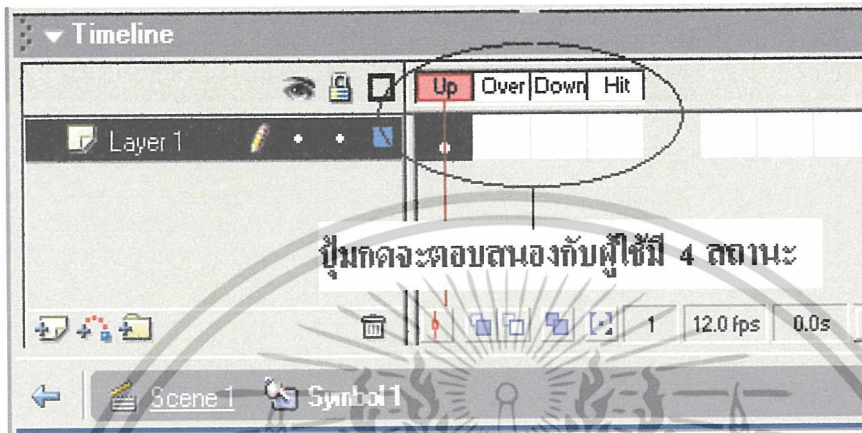 Timeline
Up Over Down Hit
Layer 1
ปุ่มกดจะตอบสนองกับผู้ใช้มี 4 สถานะ
1 12.0 fps 0.0s
Scene 1 Symbol 1